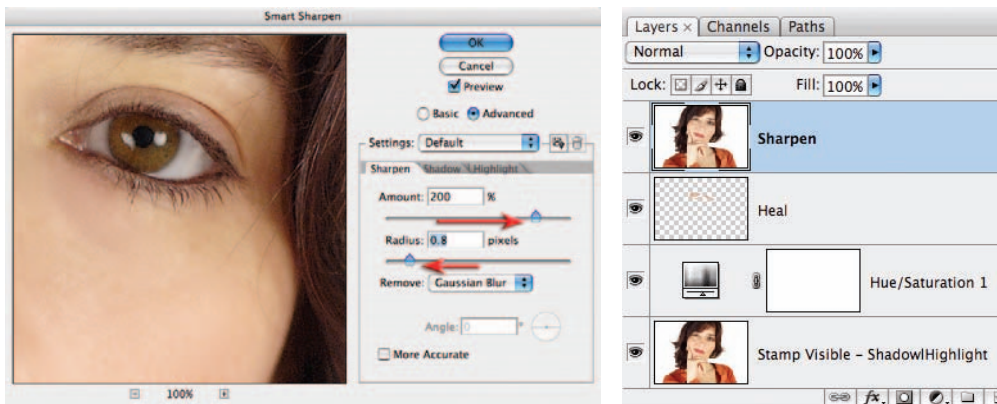 Smart Sharpen
OK
Cancel
Preview
Basic Advanced
Settings: Default
Sharpen Shadow Highlight
Amount: 200 %
Radius: 0.8 pixels
Remove: Gaussian Blur
Angle: 0 °
More Accurate
100%
Layers × Channels Paths
Normal Opacity: 100%
Lock: Fill: 100%
Sharpen
Heal
Hue/Saturation 1
Stamp Visible – ShadowlHighlight
fx